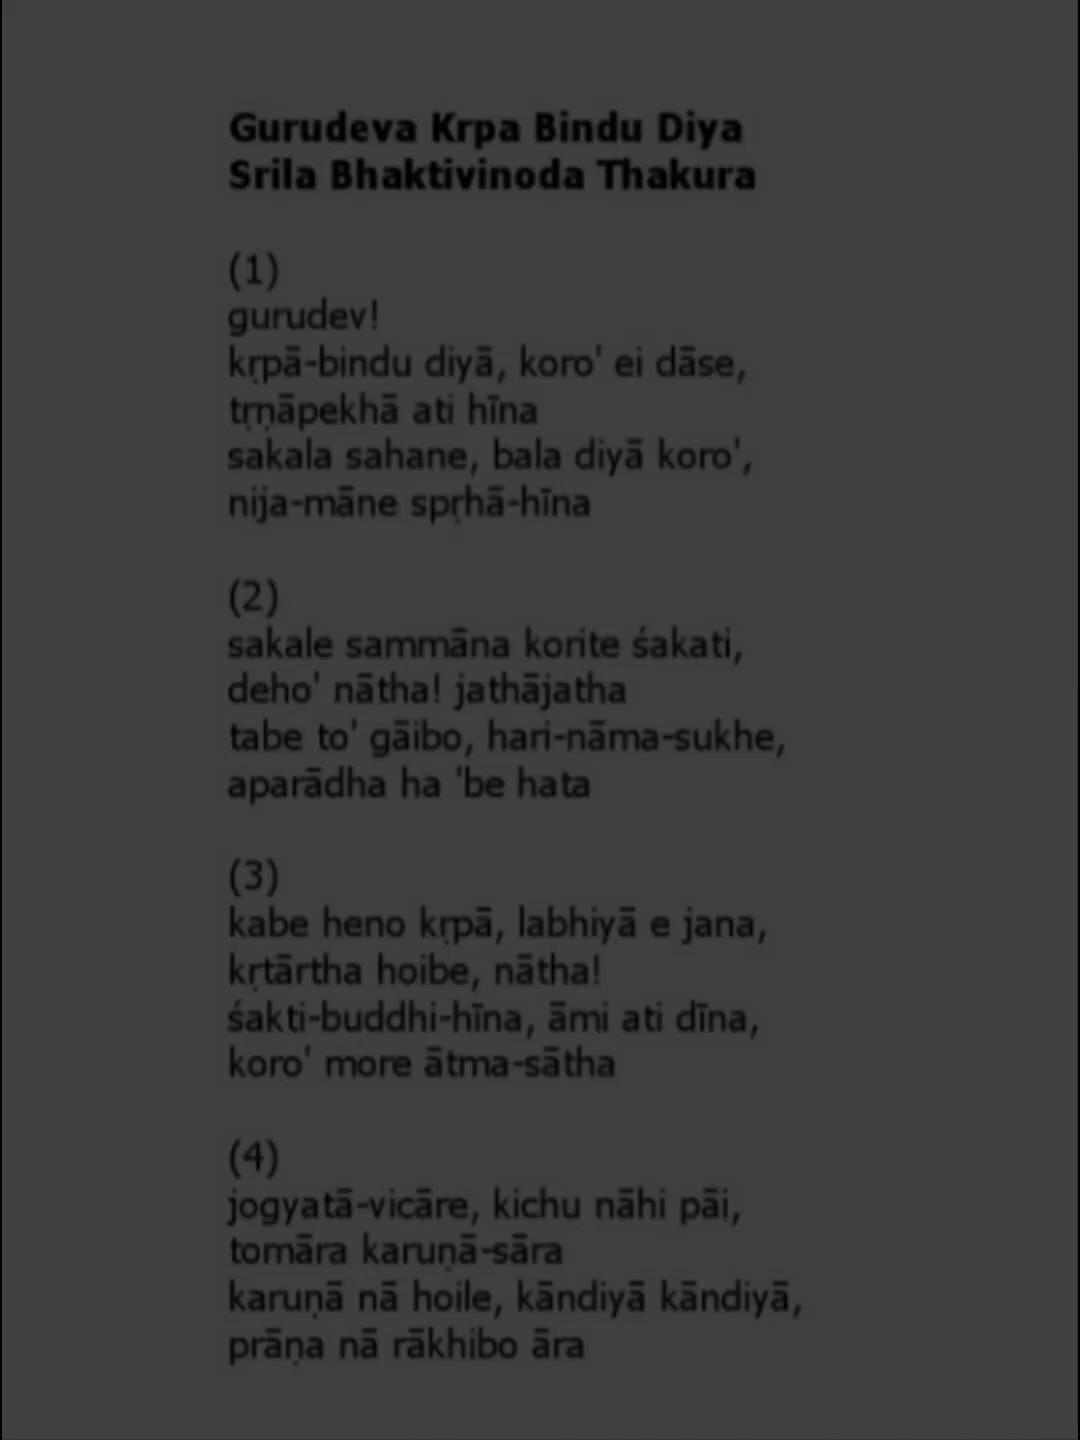 Gurudeva Krpa Bindu Diya
Srila Bhaktivinoda Thakura
(1)
gurudev!
kṛpā-bindu diyā, koro' ei dāse,
tṛṇāpekhā ati hīna
sakala sahane, bala diyā koro',
nija-māne spṛhā-hīna
(2)
sakale sammāna korite śakati,
deho' nātha! jathājatha
tabe to' gāibo, hari-nāma-sukhe,
aparādha ha 'be hata
(3)
kabe heno kṛpā, labhiyā e jana,
kṛtārtha hoibe, nātha!
śakti-buddhi-hīna, āmi ati dīna,
koro' more ātma-sātha
(4)
jogyatā-vicāre, kichu nāhi pāi,
tomāra karuṇā-sāra
karuṇā nā hoile, kāndiyā kāndiyā,
prāṇa nā rākhibo āra